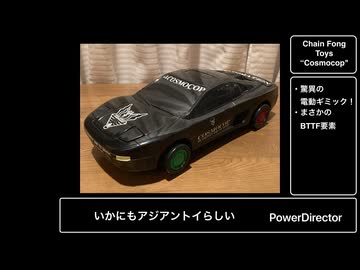 Chain Fong
Toys
“Cosmocop"
・驚異の
電動ギミック！
・まさかの
BTTF要素
COSMOCOP
COSMOCOP
いかにもアジアントイらしい
PowerDirector